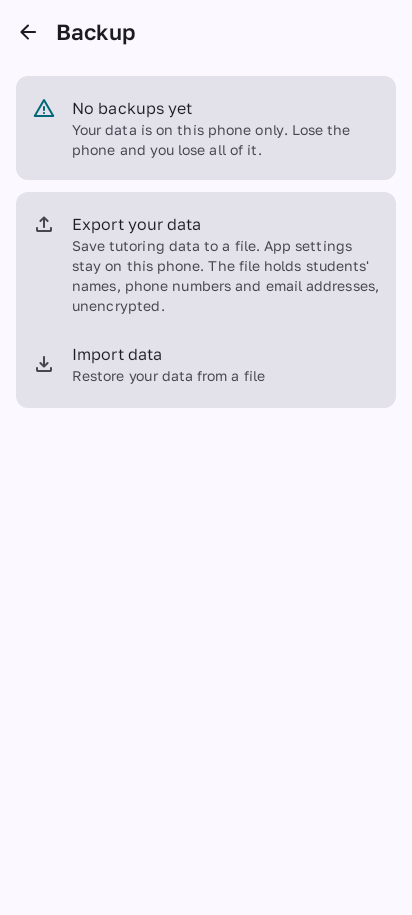 Backup
No backups yet
Your data is on this phone only. Lose the
phone and you lose all of it.
Export your data
Save tutoring data to a file. App settings
stay on this phone. The file holds students'
names, phone numbers and email addresses,
unencrypted.
Import data
Restore your data from a file